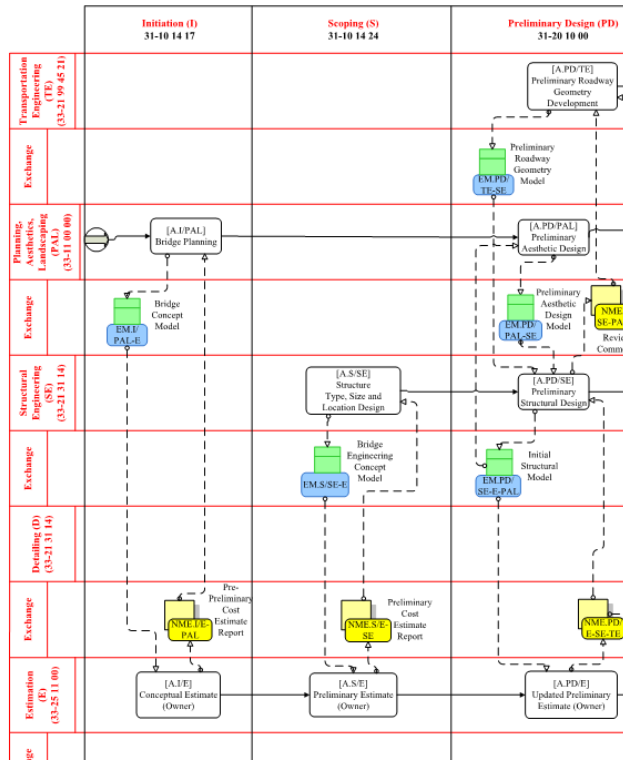 Initiation (I)
31-10 14 17
Scoping (S)
31-10 14 24
Preliminary Design (PD)
31-20 10 00
Transportation
Engineering
(TE)
(33-21 99 45 21)
[A.PD/TE]
Preliminary Roadway
Geometry
Development
Exchange
Preliminary
Roadway
Geometry
Model
EM.PD/
TE-SE
Planning,
Aesthetics,
Landscaping
(PAL)
(33-11 00 00)
[A.I/PAL]
Bridge Planning
[A.PD/PAL]
Preliminary
Aesthetic Design
Exchange
Bridge
Concept
Model
EM.I/
PAL-E
Preliminary
Aesthetic
Design
Model
EM.PD/
PAL-SE
NME
SE-PA
Revie
Comme
Structural
Engineering
(SE)
(33-21 31 14)
[A.S/SE]
Structure
Type, Size and
Location Design
[A.PD/SE]
Preliminary
Structural Design
Exchange
Bridge
Engineering
Concept
Model
EM.S/SE-E
Initial
Structural
Model
EM.PD/
SE-E-PAL
Detailing (D)
(33-21 31 14)
Exchange
Pre-
Preliminary
Cost
Estimate
Report
NME.I/E-
PAL
Preliminary
Cost
Estimate
Report
NME.S/E-
SE
NME.PD/
E-SE-TE
Estimation
(E)
(33-25 11 00)
[A.I/E]
Conceptual Estimate
(Owner)
[A.S/E]
Preliminary Estimate
(Owner)
[A.PD/E]
Updated Preliminary
Estimate (Owner)
nge